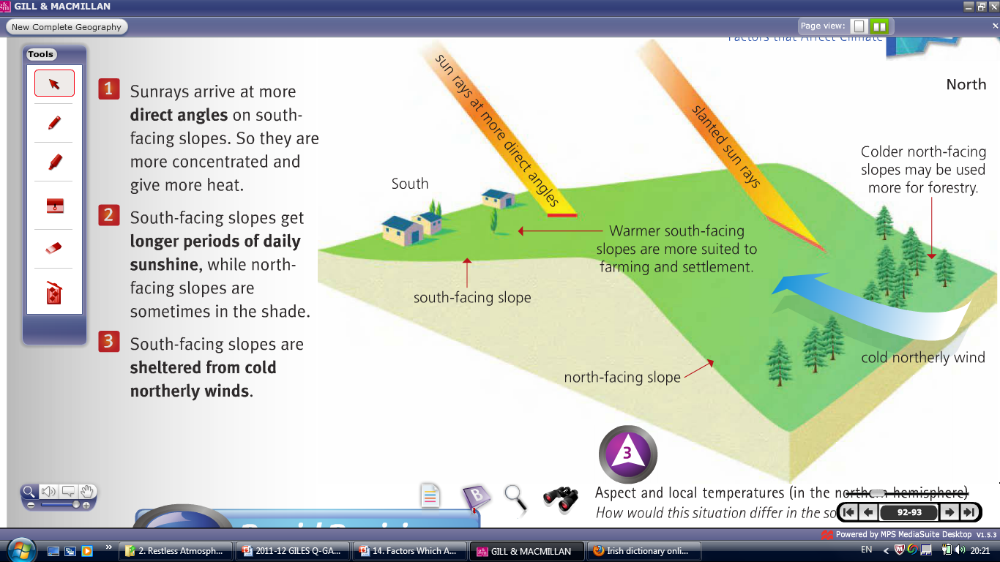 GILL & MACMILLAN
New Complete Geography
Page view:
Factors that Affect Climate
Tools
1 Sunrays arrive at more
direct angles on south-
facing slopes. So they are
more concentrated and
give more heat.
2 South-facing slopes get
longer periods of daily
sunshine, while north-
facing slopes are
sometimes in the shade.
3 South-facing slopes are
sheltered from cold
northerly winds.
sun rays at more direct angles
slanted sun rays
North
South
Colder north-facing
slopes may be used
more for forestry.
Warmer south-facing
slopes are more suited to
farming and settlement.
south-facing slope
north-facing slope
cold northerly wind
3
B
Aspect and local temperatures (in the northern hemisphere)
How would this situation differ in the so
92-93
Powered by MPS MediaSuite Desktop V1.5.3
2. Restless Atmosph...
2011-12 GILES Q-GA...
14. Factors Which A...
GILL & MACMILLAN
Irish dictionary onli...
EN
20:21